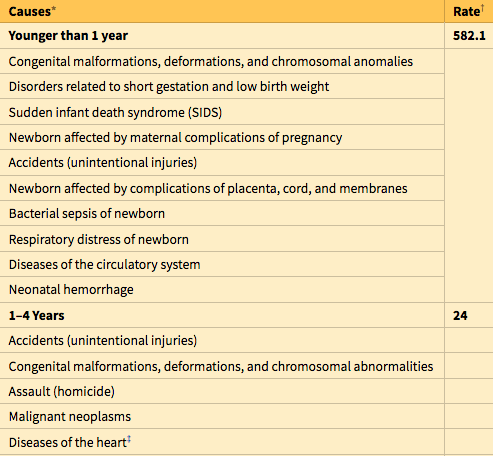 Causes* Rate†
Younger than 1 year 582.1
Congenital malformations, deformations, and chromosomal anomalies
Disorders related to short gestation and low birth weight
Sudden infant death syndrome (SIDS)
Newborn affected by maternal complications of pregnancy
Accidents (unintentional injuries)
Newborn affected by complications of placenta, cord, and membranes
Bacterial sepsis of newborn
Respiratory distress of newborn
Diseases of the circulatory system
Neonatal hemorrhage
1–4 Years 24
Accidents (unintentional injuries)
Congenital malformations, deformations, and chromosomal abnormalities
Assault (homicide)
Malignant neoplasms
Diseases of the heart‡